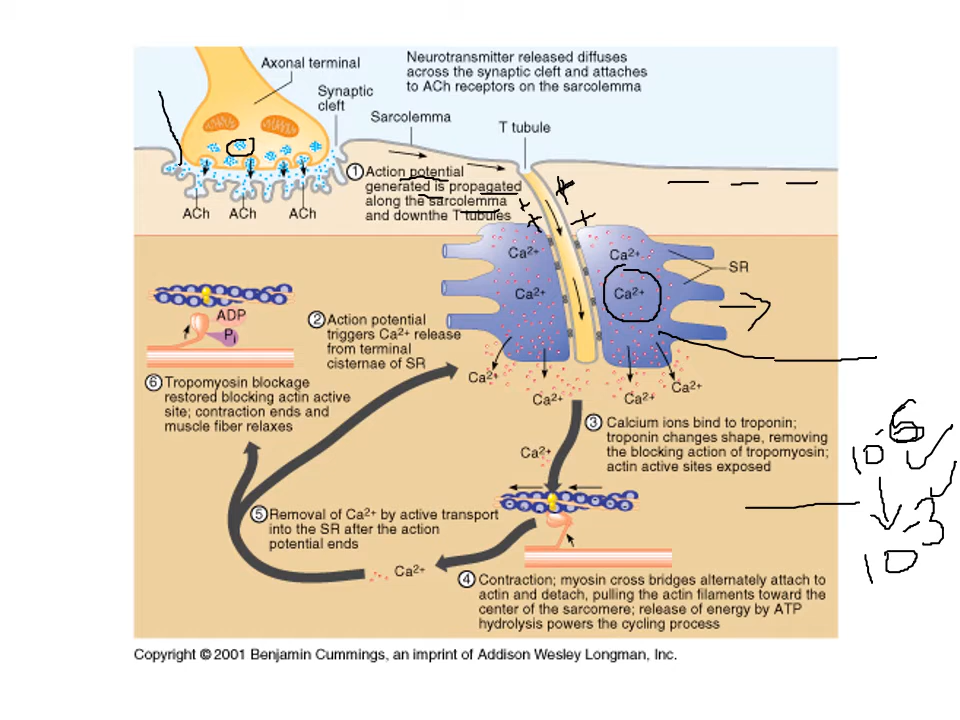 Axonal terminal
Neurotransmitter released diffuses
across the synaptic cleft and attaches
to ACh receptors on the sarcolemma
Synaptic
cleft
Sarcolemma
T tubule
① Action potential
generated is propagated
along the sarcolemma
and downthe T tubules
ACh
ACh
ACh
Ca2+
Ca2+
SR
Ca2+
Ca2+
ADP
Pi
② Action potential
triggers Ca2+ release
from terminal
cisternae of SR
Ca2+
Ca2+
Ca2+
Ca2+
⑥ Tropomyosin blockage
restored blocking actin active
site; contraction ends and
muscle fiber relaxes
③ Calcium ions bind to troponin;
troponin changes shape, removing
the blocking action of tropomyosin;
actin active sites exposed
Ca2+
⑤ Removal of Ca2+ by active transport
into the SR after the action
potential ends
Ca2+
④ Contraction; myosin cross bridges alternately attach to
actin and detach, pulling the actin filaments toward the
center of the sarcomere; release of energy by ATP
hydrolysis powers the cycling process
Copyright © 2001 Benjamin Cummings, an imprint of Addison Wesley Longman, Inc.